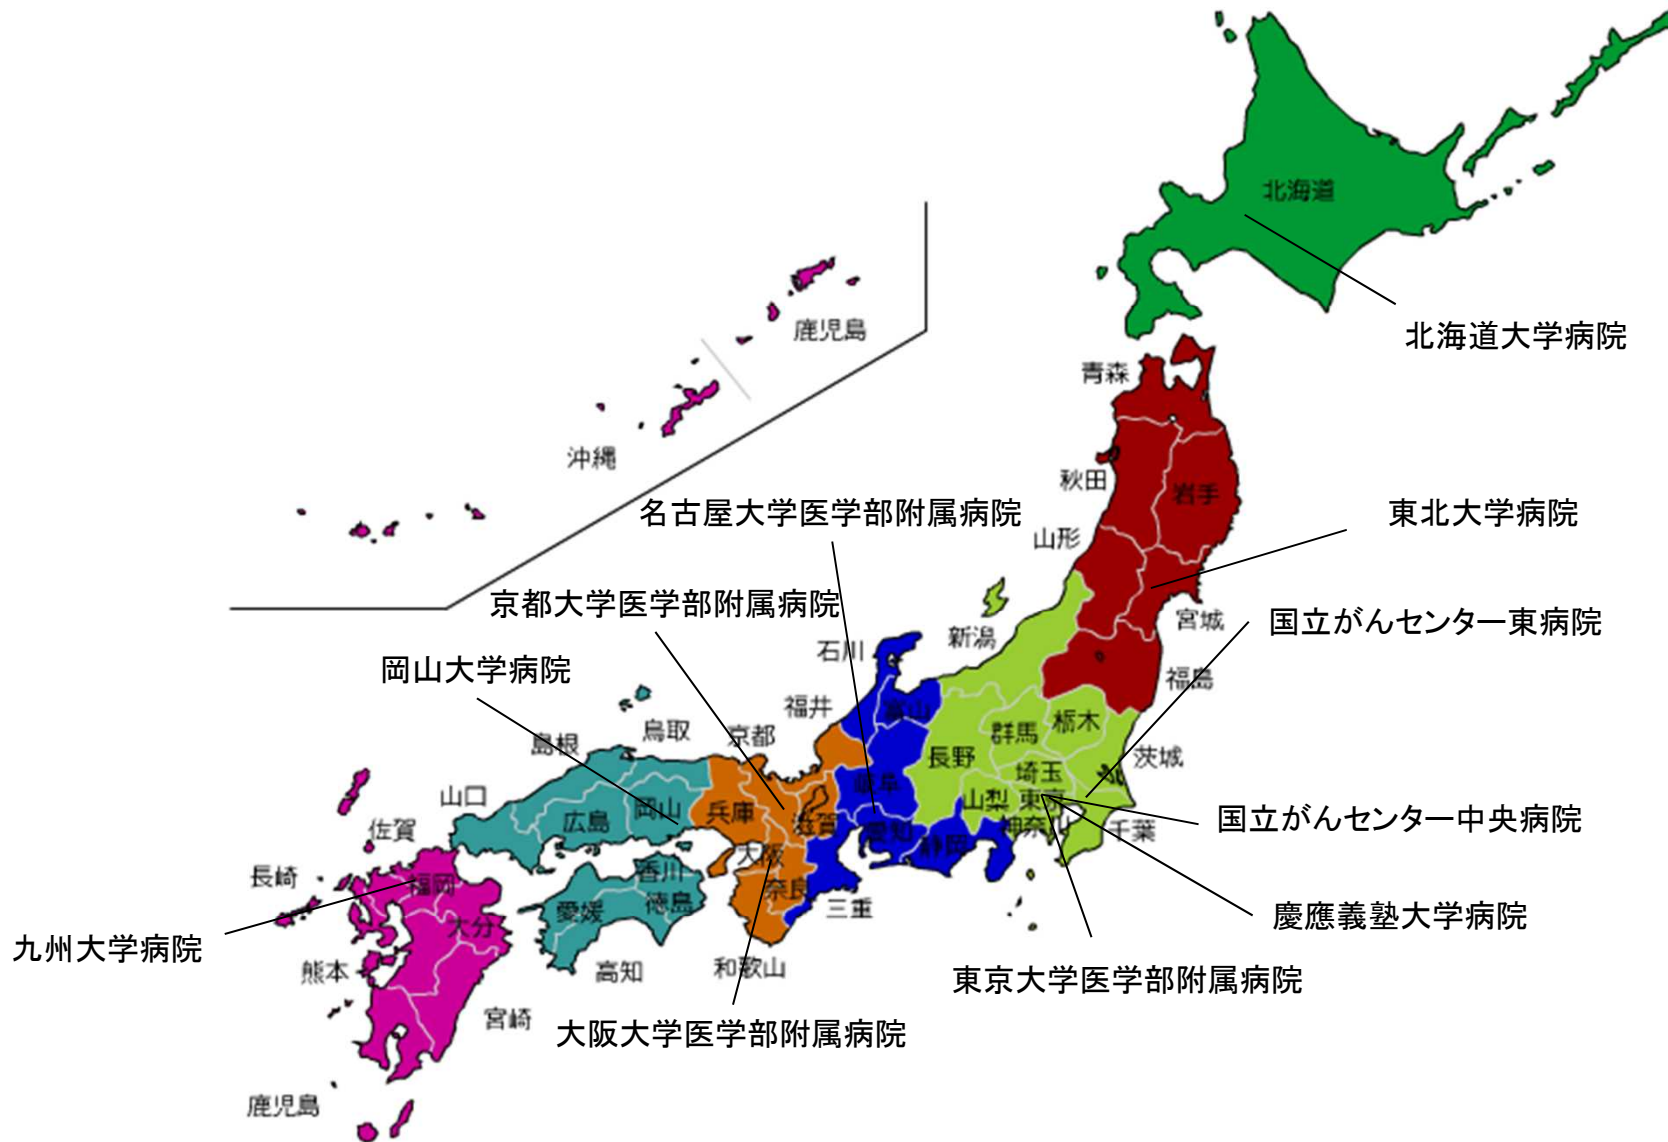 北海道
北海道大学病院
鹿児島
青森
沖縄
秋田
岩手
名古屋大学医学部附属病院
東北大学病院
山形
京都大学医学部附属病院
宮城
国立がんセンター東病院
新潟
石川
岡山大学病院
福島
福井
富山
栃木
鳥取
京都
群馬
島根
長野
茨城
埼玉
岐阜
山口
山梨
東京
岡山
兵庫
広島
滋賀
国立がんセンター中央病院
佐賀
神奈川
千葉
愛知
静岡
大阪
香川
長崎
福岡
奈良
徳島
三重
愛媛
慶應義塾大学病院
大分
九州大学病院
熊本
高知
和歌山
東京大学医学部附属病院
宮崎
大阪大学医学部附属病院
鹿児島